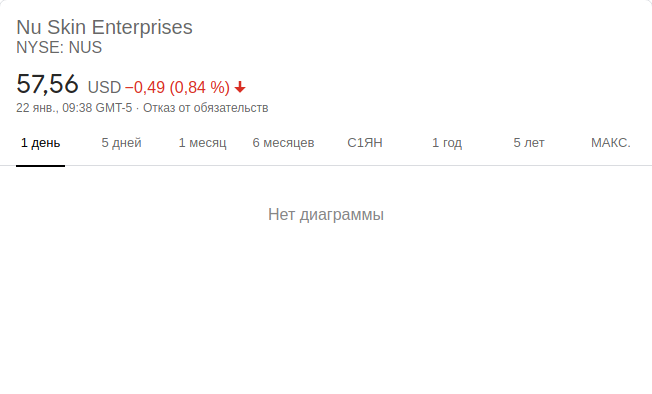 Nu Skin Enterprises
NYSE: NUS
57,56 USD −0,49 (0,84 %)
22 янв., 09:38 GMT-5 · Отказ от обязательств
1 день 5 дней 1 месяц 6 месяцев С1ЯН 1 год 5 лет МАКС.
Нет диаграммы